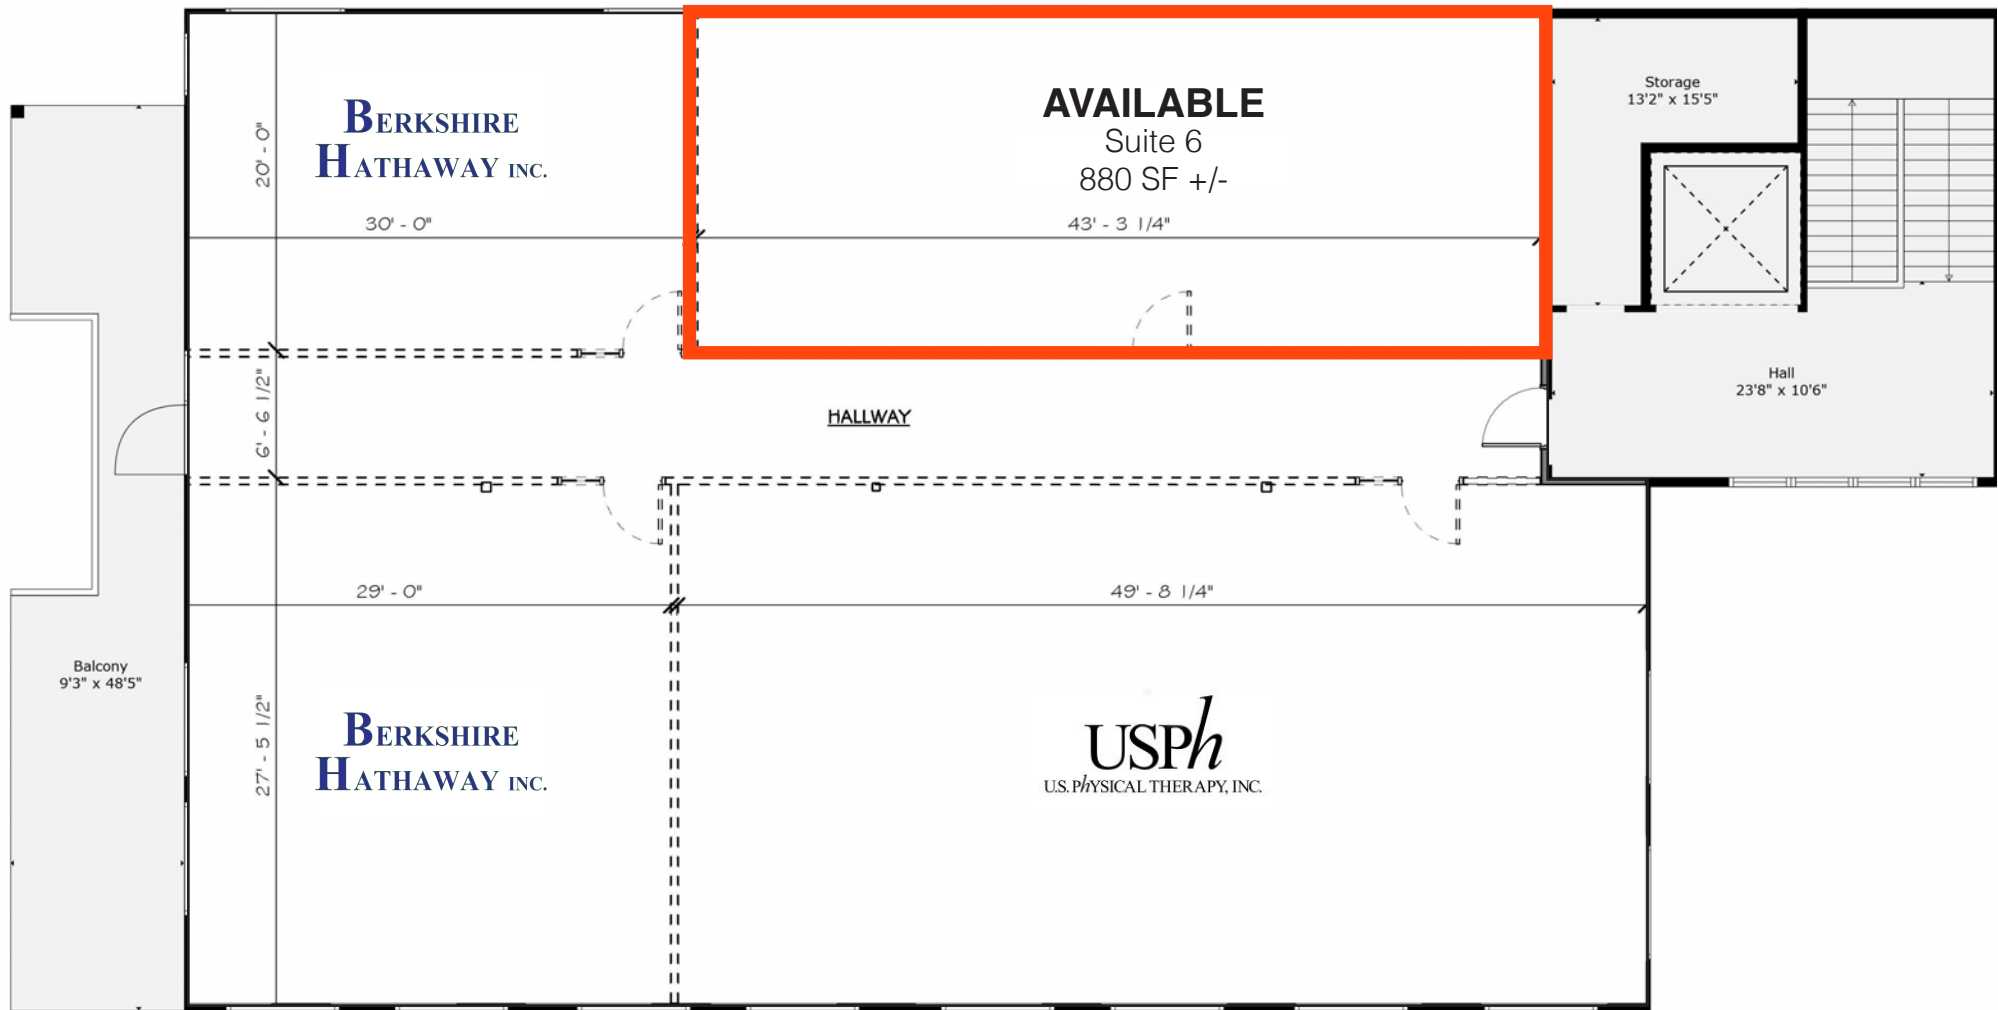 BERKSHIRE
HATHAWAY INC.
20' - 0"
30' - 0"
AVAILABLE
Suite 6
880 SF +/-
43' - 3 1/4"
Storage
13'2" x 15'5"
6' - 6 1/2"
HALLWAY
Hall
23'8" x 10'6"
29' - 0"
49' - 8 1/4"
Balcony
9'3" x 48'5"
27' - 5 1/2"
BERKSHIRE
HATHAWAY INC.
USPh
U.S. PhYSICAL THERAPY, INC.